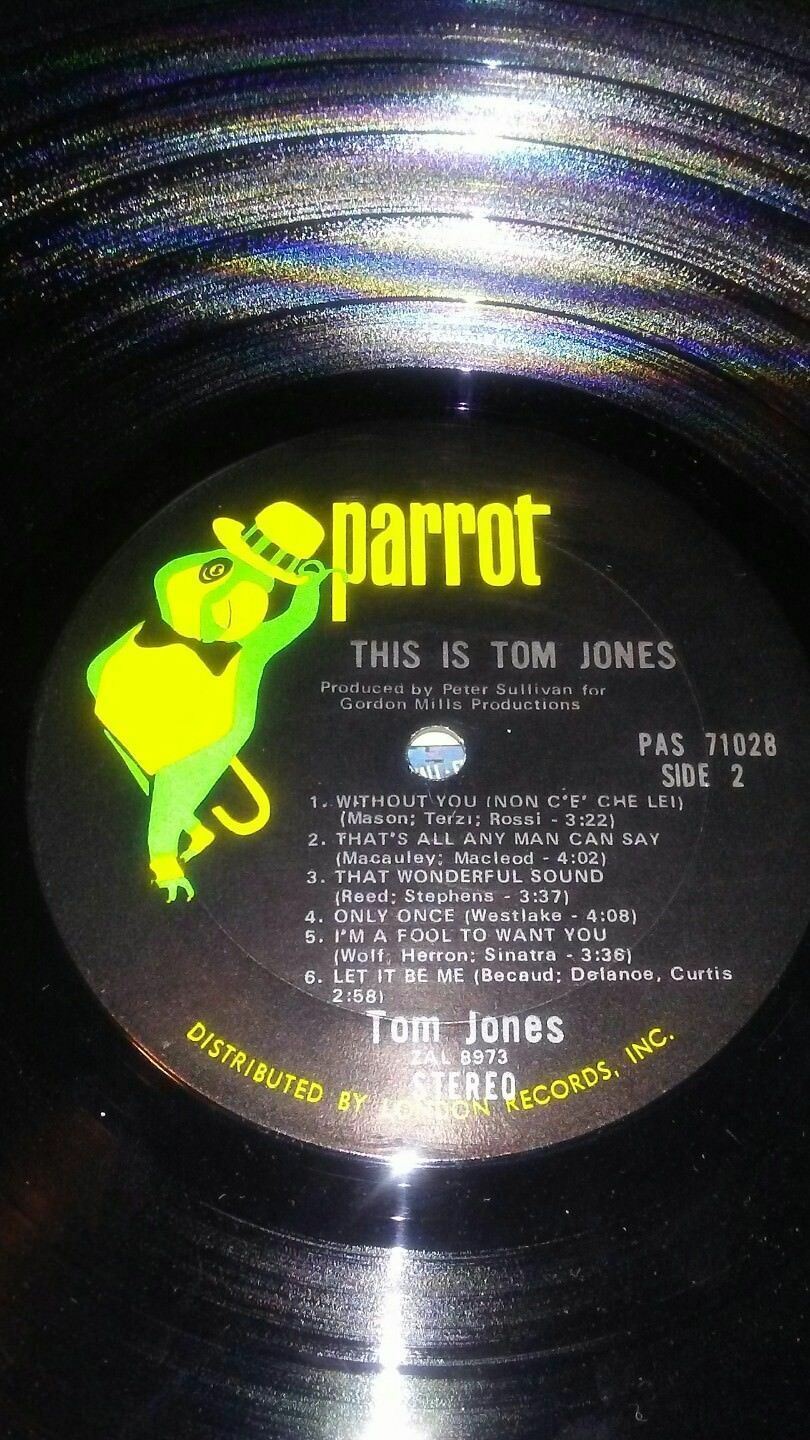 parrot
THIS IS TOM JONES
Produced by Peter Sullivan for
Gordon Mills Productions
PAS 71028
SIDE 2
1. WITHOUT YOU (NON C'E' CHE LEI)
(Mason; Terzi; Rossi - 3:22)
2. THAT'S ALL ANY MAN CAN SAY
(Macauley; Macleod - 4:02)
3. THAT WONDERFUL SOUND
(Reed; Stephens - 3:37)
4. ONLY ONCE (Westlake - 4:08)
5. I'M A FOOL TO WANT YOU
(Wolf; Herron; Sinatra - 3:36)
6. LET IT BE ME (Becaud; Delanoe, Curtis
2:58)
Tom Jones
ZAL 8973
STEREO
DISTRIBUTED BY LONDON RECORDS, INC.